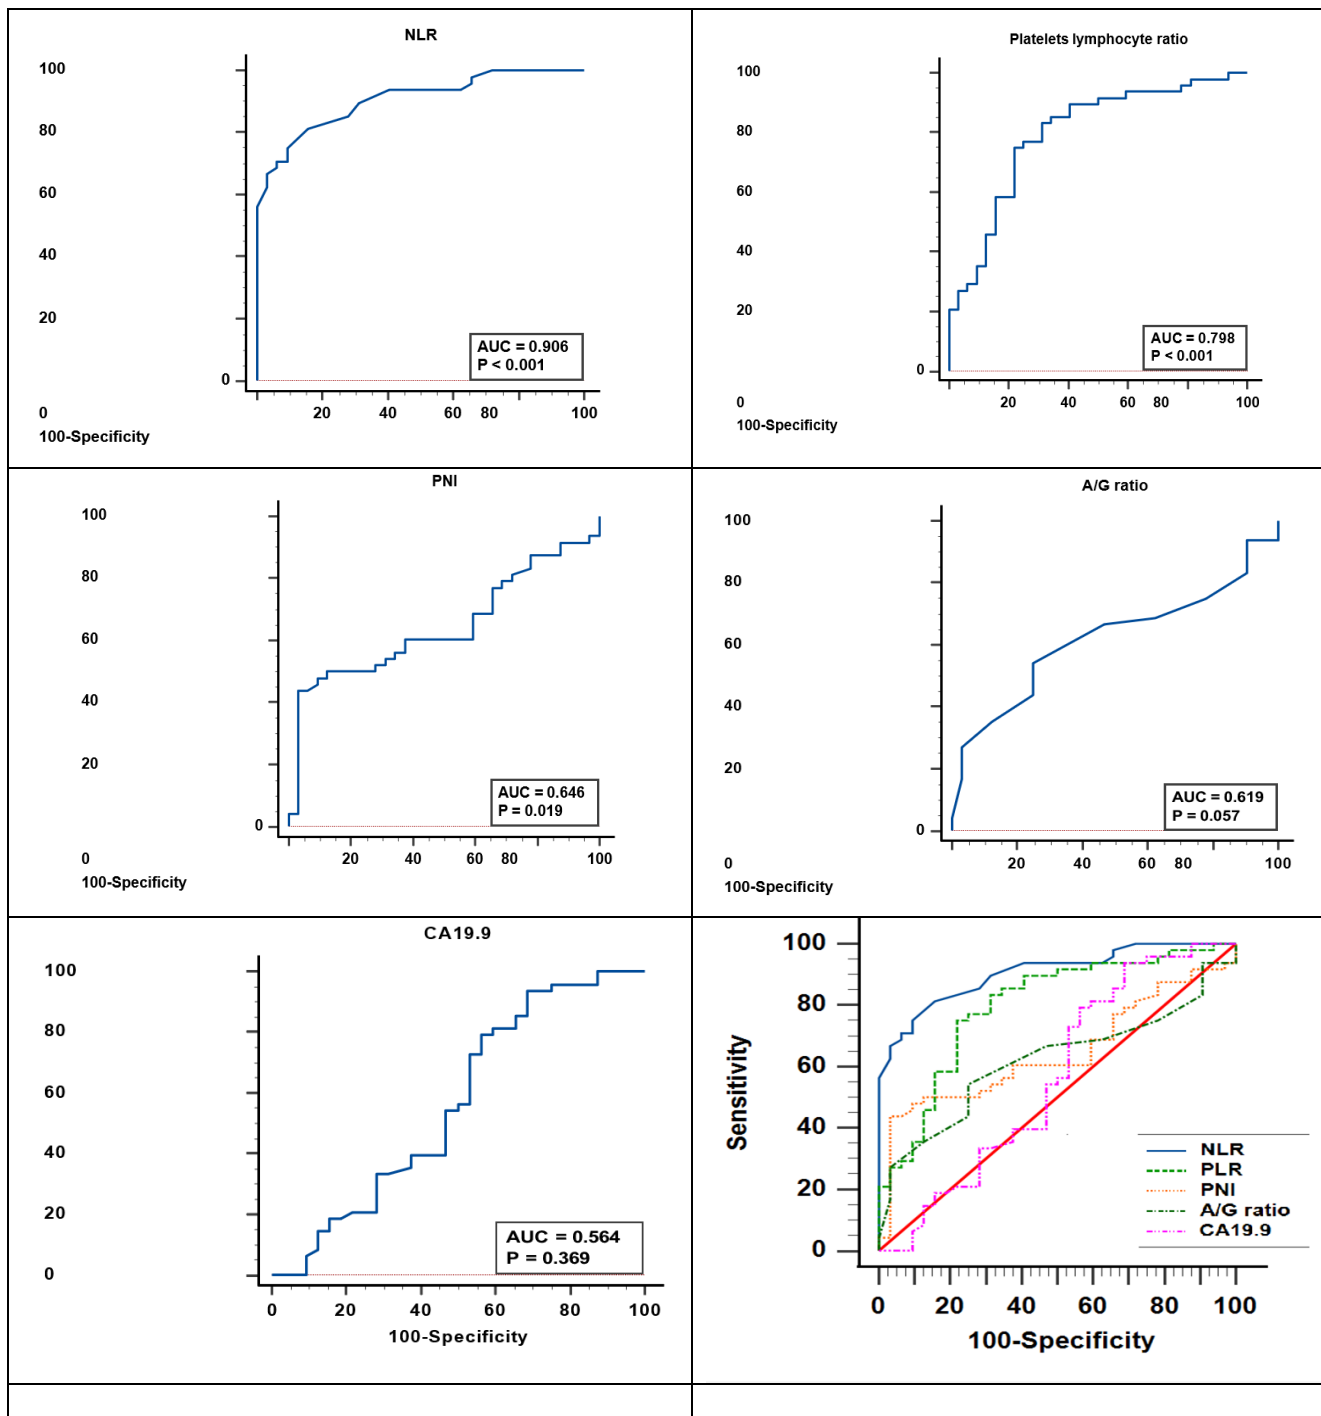 NLR
100
80
60
40
20
0
AUC = 0.906
P < 0.001
20 40 60 80 100
0
100-Specificity
Platelets lymphocyte ratio
100
80
60
40
20
0
AUC = 0.798
P < 0.001
20 40 60 80 100
0
100-Specificity
PNI
100
80
60
40
20
0
AUC = 0.646
P = 0.019
20 40 60 80 100
0
100-Specificity
A/G ratio
100
80
60
40
20
0
AUC = 0.619
P = 0.057
20 40 60 80 100
0
100-Specificity
CA19.9
100
80
60
40
20
0
AUC = 0.564
P = 0.369
0 20 40 60 80 100
100-Specificity
100
80
60
40
20
0
Sensitivity
NLR
PLR
PNI
A/G ratio
CA19.9
0 20 40 60 80 100
100-Specificity